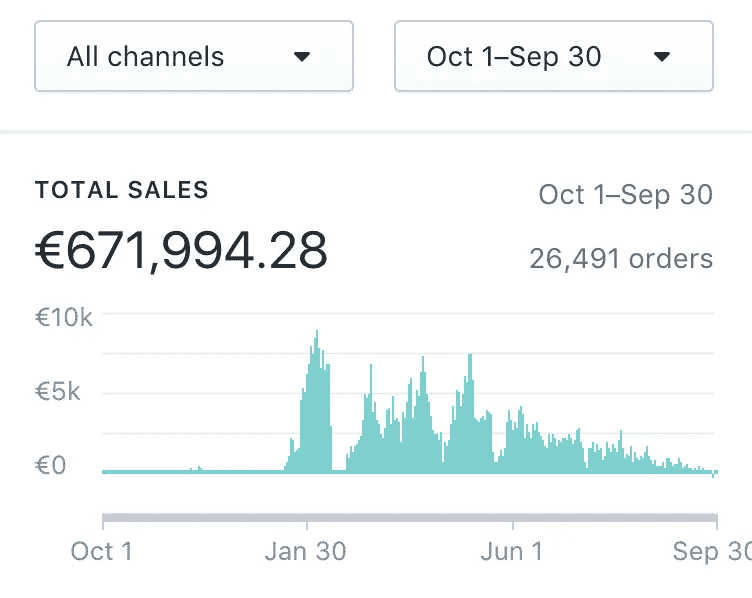 All channels
Oct 1–Sep 30
TOTAL SALES
Oct 1–Sep 30
€671,994.28
26,491 orders
€10k
€5k
€0
Oct 1
Jan 30
Jun 1
Sep 30